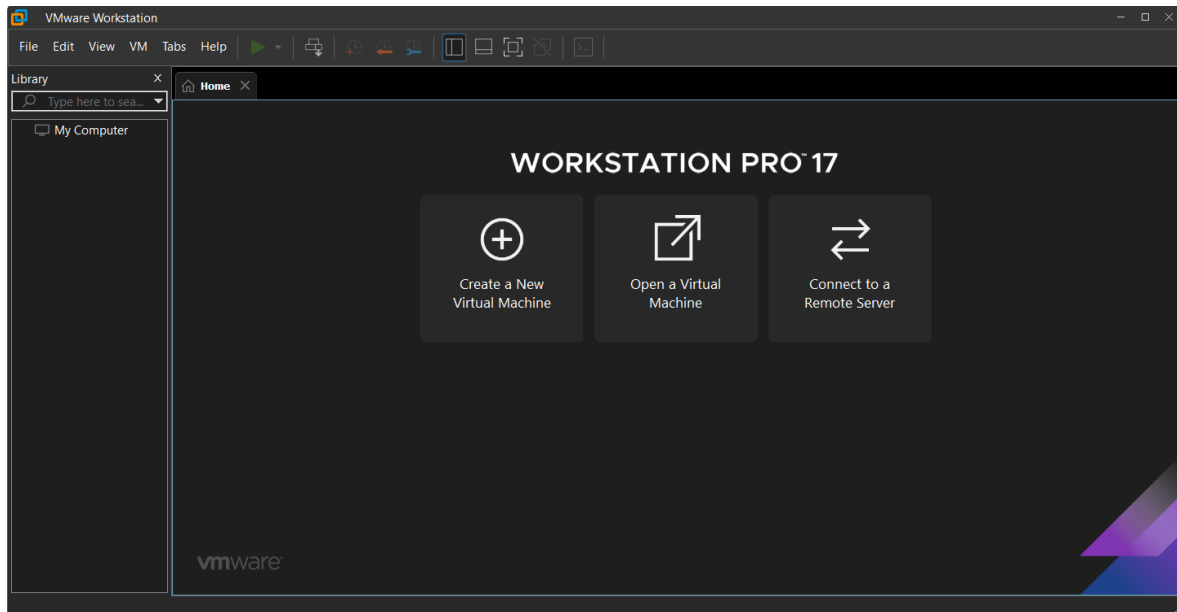 VMware Workstation
File Edit View VM Tabs Help
Library X
Home
Type here to sea...
My Computer
WORKSTATION PRO™ 17
Create a New
Virtual Machine
Open a Virtual
Machine
Connect to a
Remote Server
vmware®